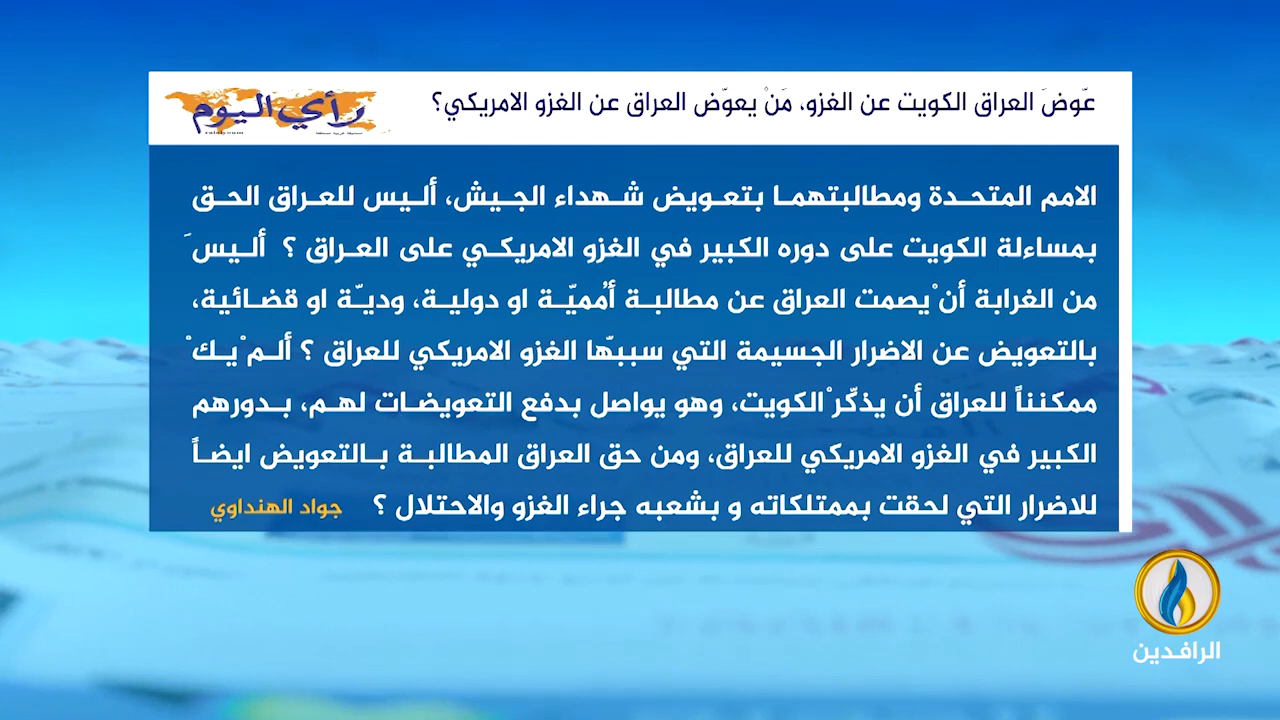 عّوضَ العراق الكويت عن الغزو، مَنْ يعوّض العراق عن الغزو الامريكي؟
رأي اليوم
الامم المتحدة ومطالبتهما بتعويض شهداء الجيش، أليس للعراق الحق
بمساءلة الكويت على دوره الكبير في الغزو الامريكي على العراق ؟ أليسَ
من الغرابة أنْ يصمت العراق عن مطالبة أُمميّة او دولية، وديّة او قضائية،
بالتعويض عن الاضرار الجسيمة التي سببّها الغزو الامريكي للعراق ؟ ألمْ يكْ
ممكنناً للعراق أن يذكّرْ الكويت، وهو يواصل بدفع التعويضات لهم، بدورهم
الكبير في الغزو الامريكي للعراق، ومن حق العراق المطالبة بالتعويض ايضاً
للاضرار التي لحقت بممتلكاته و بشعبه جراء الغزو والاحتلال ؟
جواد الهنداوي
الرافدين